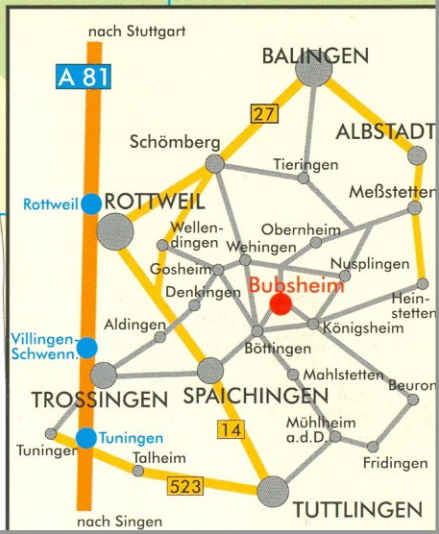 nach Stuttgart
BALINGEN
A 81
27
ALBSTADT
Schömberg
Tieringen
Meßstetten
Rottweil
ROTTWEIL
Wellen-
dingen
Obernheim
Wehingen
Gosheim
Nusplingen
Bubsheim
Denkingen
Hein-
stetten
Aldingen
Königsheim
Villingen-
Schwenn.
Böttingen
TROSSINGEN
SPAICHINGEN
Mahlstetten
Beuron
14
Mühlheim
a.d.D.
Tuningen
Tuningen
Talheim
Fridingen
523
TUTTLINGEN
nach Singen